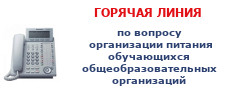 ГОРЯЧАЯ ЛИНИЯ
по вопросу
организации питания
обучающихся
общеобразовательных
организаций